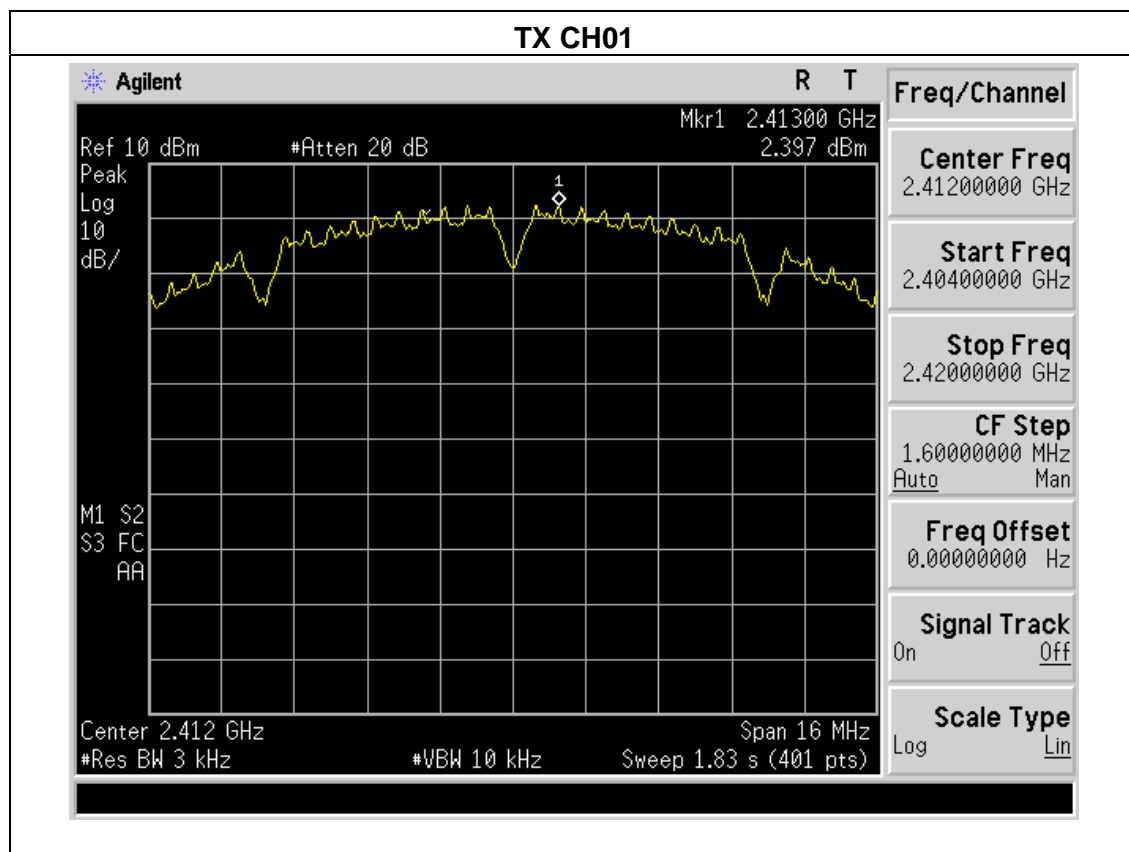 TX CH01
Agilent R T
Mkr1 2.41300 GHz
Ref 10 dBm #Atten 20 dB 2.397 dBm
Peak
Log
10
dB/
1
M1 S2
S3 FC
AA
Center 2.412 GHz Span 16 MHz
#Res BW 3 kHz #VBW 10 kHz Sweep 1.83 s (401 pts)
Freq/Channel
Center Freq
2.41200000 GHz
Start Freq
2.40400000 GHz
Stop Freq
2.42000000 GHz
CF Step
1.60000000 MHz
Auto Man
Freq Offset
0.00000000 Hz
Signal Track
On Off
Scale Type
Log Lin